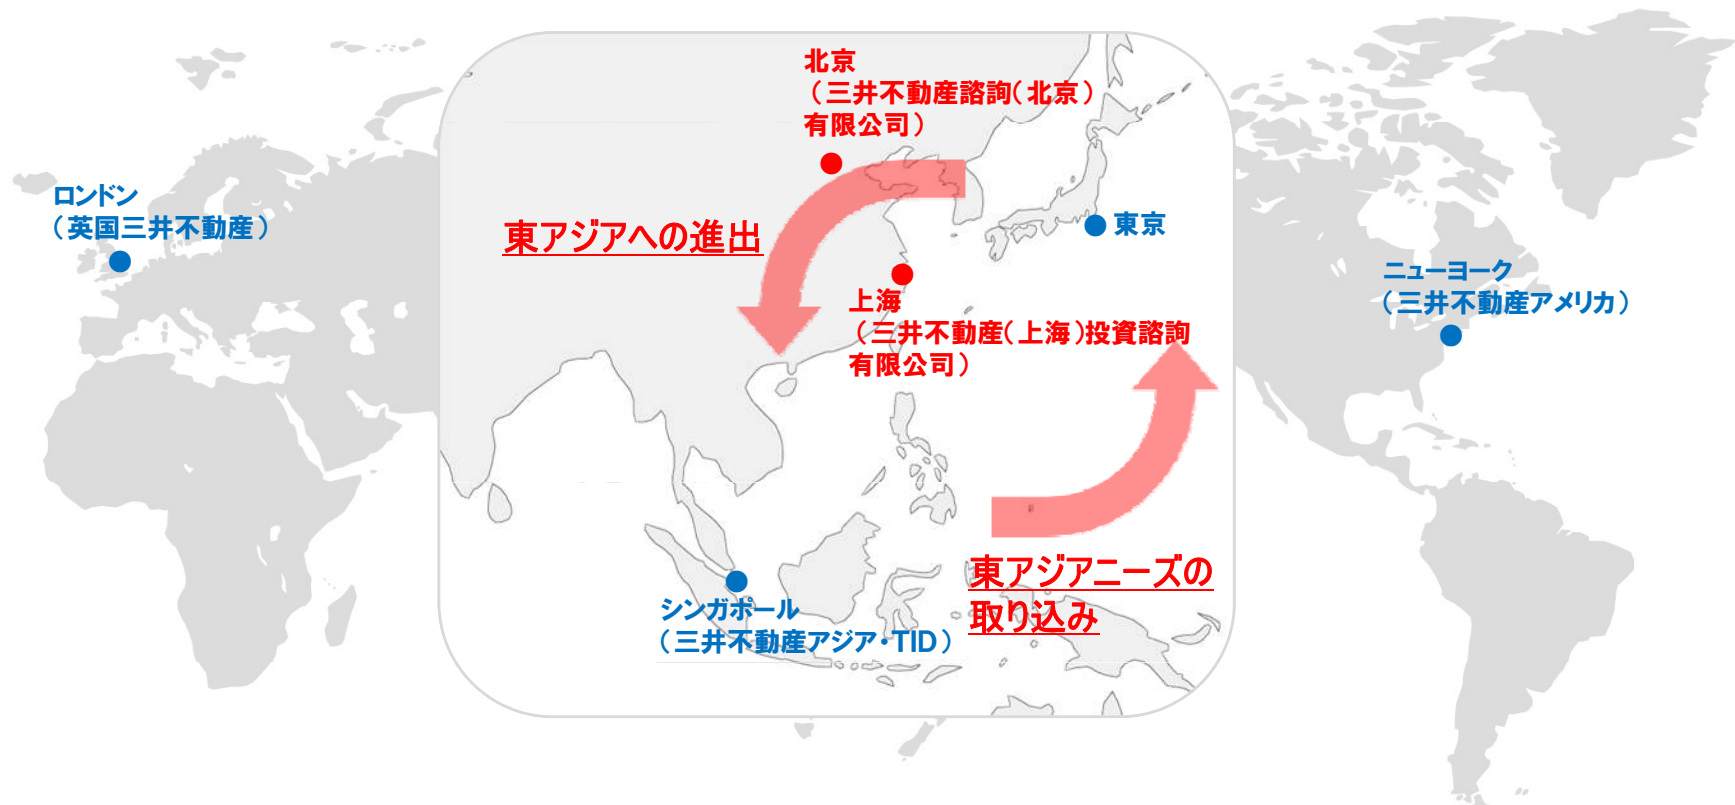 北京
（三井不動産諮詢（北京）
有限公司）
ロンドン
（英国三井不動産）
東アジアへの進出
東京
ニューヨーク
（三井不動産アメリカ）
上海
（三井不動産（上海）投資諮詢
有限公司）
東アジアニーズの
取り込み
シンガポール
（三井不動産アジア・TID）